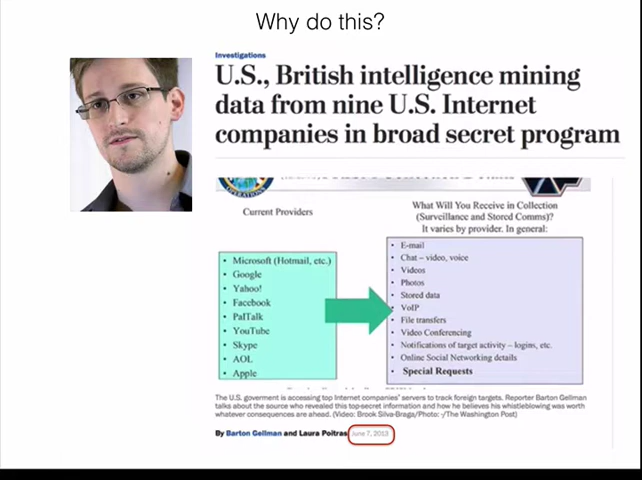 Why do this?
Investigations
U.S., British intelligence mining
data from nine U.S. Internet
companies in broad secret program
OPERATIONS
Current Providers
What Will You Receive in Collection
(Surveillance and Stored Comms)?
It varies by provider. In general:
• Microsoft (Hotmail, etc.)
• Google
• Yahoo!
• Facebook
• PalTalk
• YouTube
• Skype
• AOL
• Apple
• E-mail
• Chat – video, voice
• Videos
• Photos
• Stored data
• VoIP
• File transfers
• Video Conferencing
• Notifications of target activity – logins, etc.
• Online Social Networking details
• Special Requests
The U.S. goverment is accessing top Internet companies' servers to track foreign targets. Reporter Barton Gellman
talks about the source who revealed this top-secret information and how he believes his whistleblowing was worth
whatever consequences are ahead. (Video: Brook Silva-Braga/Photo: -/The Washington Post)
By Barton Gellman and Laura Poitras June 7, 2013